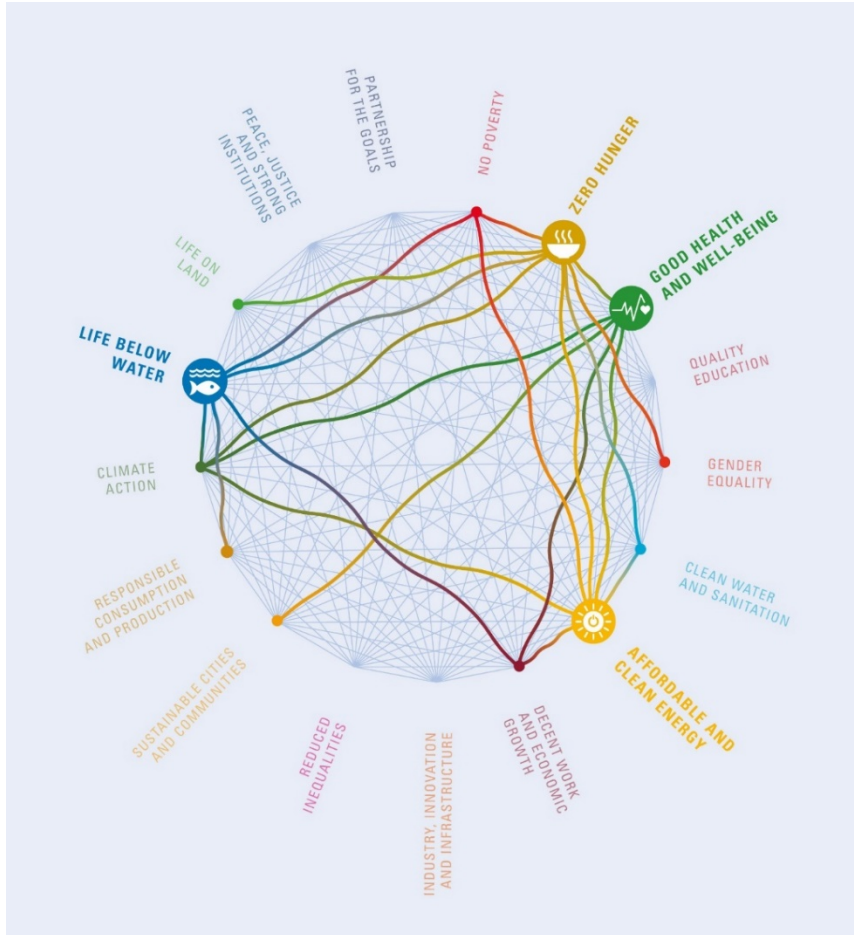 NO POVERTY
ZERO HUNGER
GOOD HEALTH
AND WELL-BEING
QUALITY
EDUCATION
GENDER
EQUALITY
CLEAN WATER
AND SANITATION
AFFORDABLE AND
CLEAN ENERGY
DECENT WORK
AND ECONOMIC
GROWTH
INDUSTRY, INNOVATION
AND INFRASTRUCTURE
REDUCED
INEQUALITIES
SUSTAINABLE CITIES
AND COMMUNITIES
RESPONSIBLE
CONSUMPTION
AND PRODUCTION
CLIMATE
ACTION
LIFE BELOW
WATER
LIFE ON
LAND
PEACE, JUSTICE
AND STRONG
INSTITUTIONS
PARTNERSHIP
FOR THE GOALS